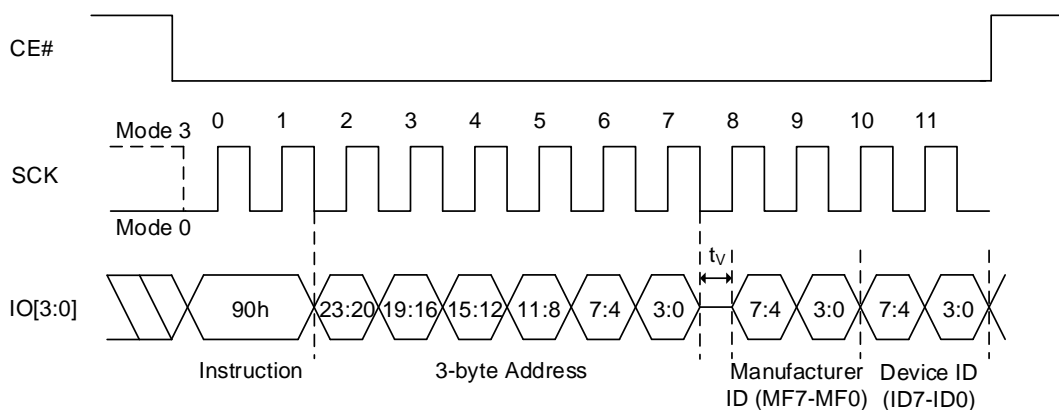 CE#
0 1 2 3 4 5 6 7 8 9 10 11
Mode 3
SCK
Mode 0
tV
IO[3:0] 90h 23:20 19:16 15:12 11:8 7:4 3:0 7:4 3:0 7:4 3:0
Instruction 3-byte Address Manufacturer Device ID
ID (MF7-MF0) (ID7-ID0)